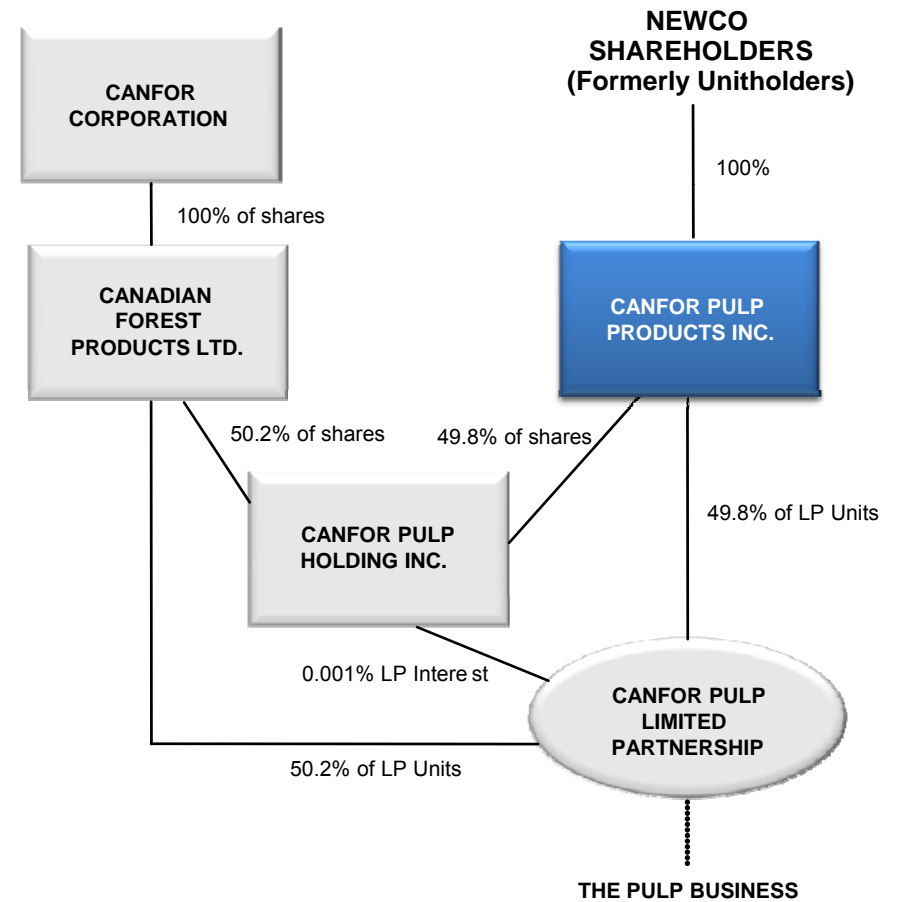 NEWCO
SHAREHOLDERS
(Formerly Unitholders)
CANFOR
CORPORATION
100%
100% of shares
CANADIAN
FOREST
PRODUCTS LTD.
CANFOR PULP
PRODUCTS INC.
50.2% of shares
49.8% of shares
49.8% of LP Units
CANFOR PULP
HOLDING INC.
0.001% LP Intere st
CANFOR PULP
LIMITED
PARTNERSHIP
50.2% of LP Units
THE PULP BUSINESS